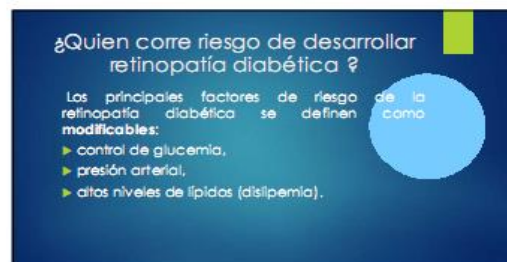 ¿Quien corre riesgo de desarrollar
retinopatía diabética ?
Los principales factores de riesgo de la
retinopatía diabética se definen como
modificables:
control de glucemia,
presión arterial,
altos niveles de lípidos (dislipemia).